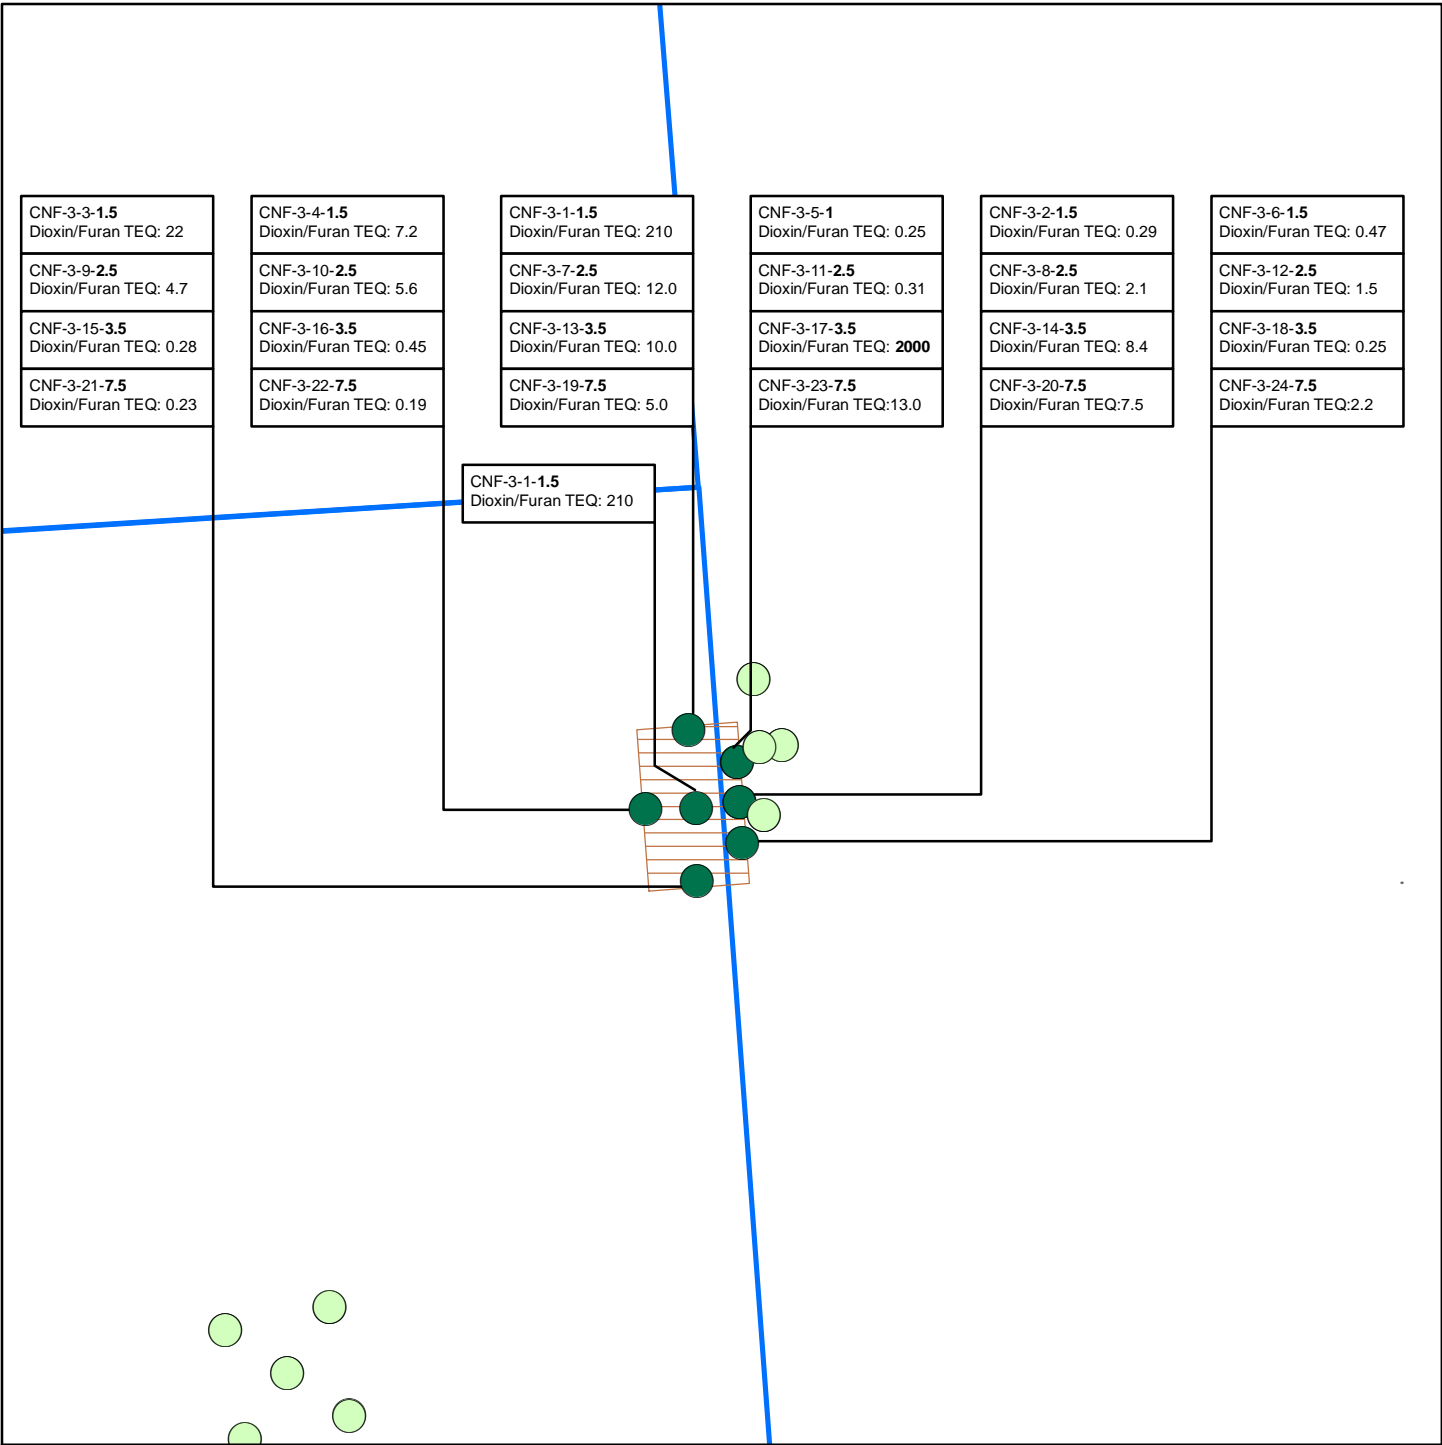 CNF-3-3-1.5
Dioxin/Furan TEQ: 22
CNF-3-9-2.5
Dioxin/Furan TEQ: 4.7
CNF-3-15-3.5
Dioxin/Furan TEQ: 0.28
CNF-3-21-7.5
Dioxin/Furan TEQ: 0.23
CNF-3-4-1.5
Dioxin/Furan TEQ: 7.2
CNF-3-10-2.5
Dioxin/Furan TEQ: 5.6
CNF-3-16-3.5
Dioxin/Furan TEQ: 0.45
CNF-3-22-7.5
Dioxin/Furan TEQ: 0.19
CNF-3-1-1.5
Dioxin/Furan TEQ: 210
CNF-3-7-2.5
Dioxin/Furan TEQ: 12.0
CNF-3-13-3.5
Dioxin/Furan TEQ: 10.0
CNF-3-19-7.5
Dioxin/Furan TEQ: 5.0
CNF-3-5-1
Dioxin/Furan TEQ: 0.25
CNF-3-11-2.5
Dioxin/Furan TEQ: 0.31
CNF-3-17-3.5
Dioxin/Furan TEQ: 2000
CNF-3-23-7.5
Dioxin/Furan TEQ:13.0
CNF-3-2-1.5
Dioxin/Furan TEQ: 0.29
CNF-3-8-2.5
Dioxin/Furan TEQ: 2.1
CNF-3-14-3.5
Dioxin/Furan TEQ: 8.4
CNF-3-20-7.5
Dioxin/Furan TEQ:7.5
CNF-3-6-1.5
Dioxin/Furan TEQ: 0.47
CNF-3-12-2.5
Dioxin/Furan TEQ: 1.5
CNF-3-18-3.5
Dioxin/Furan TEQ: 0.25
CNF-3-24-7.5
Dioxin/Furan TEQ:2.2
CNF-3-1-1.5
Dioxin/Furan TEQ: 210